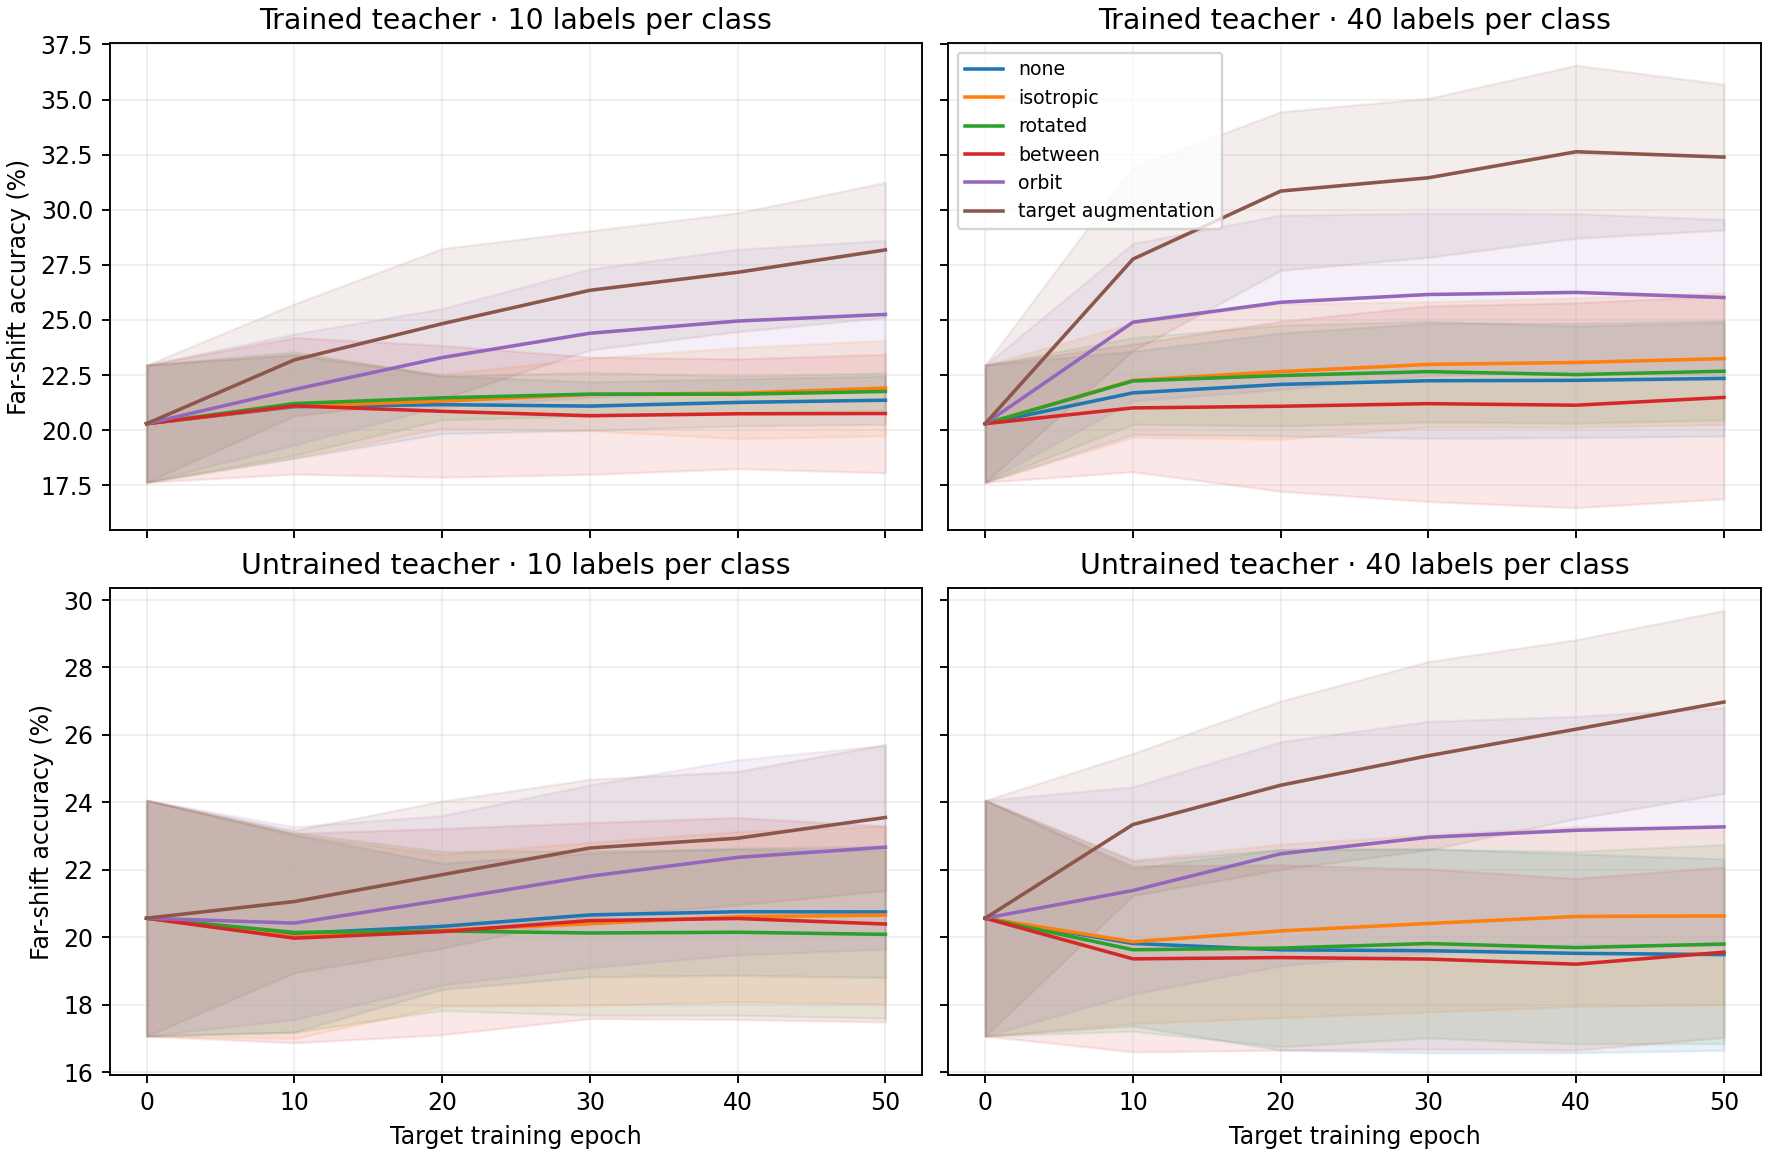 Trained teacher · 10 labels per class
Trained teacher · 40 labels per class
Far-shift accuracy (%)
37.5
35.0
32.5
30.0
27.5
25.0
22.5
20.0
17.5
none
isotropic
rotated
between
orbit
target augmentation
Untrained teacher · 10 labels per class
Untrained teacher · 40 labels per class
Far-shift accuracy (%)
30
28
26
24
22
20
18
16
0 10 20 30 40 50
0 10 20 30 40 50
Target training epoch
Target training epoch